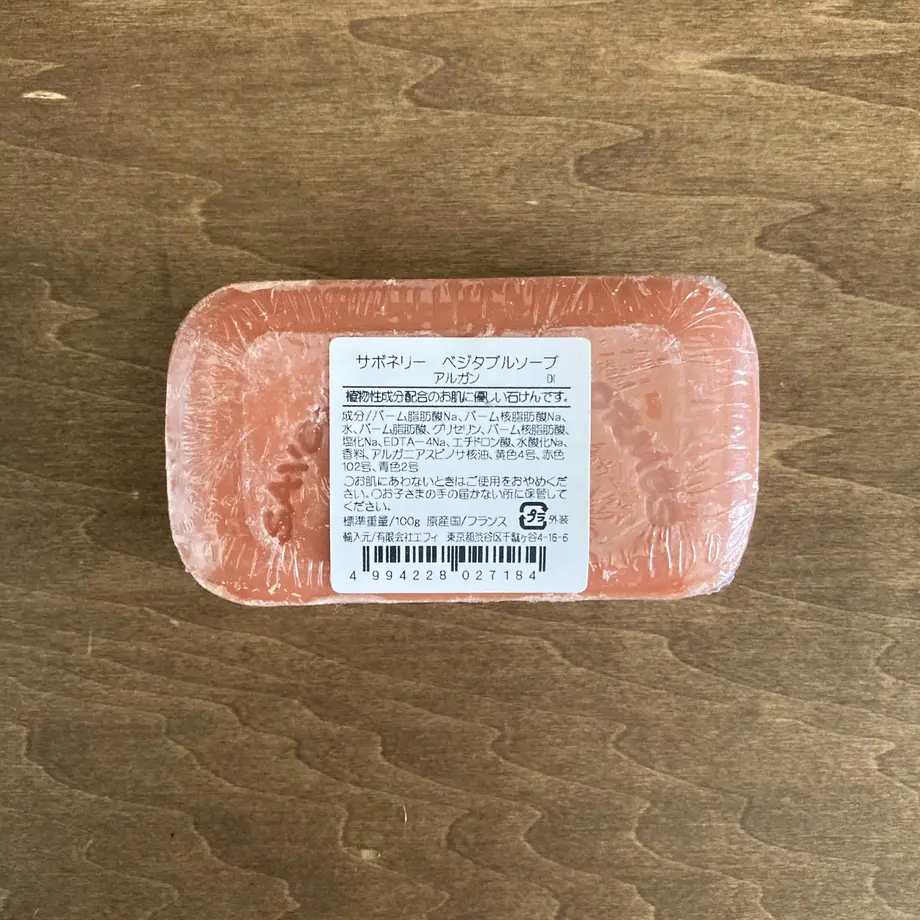 サボネリー ベジタブルソープ
アルガン DI
植物性成分配合のお肌に優しい石けんです。
成分/パーム脂肪酸Na、パーム核脂肪酸Na、
水、パーム脂肪酸、グリセリン、パーム核脂肪酸、
塩化Na、EDTA-4Na、エチドロン酸、水酸化Na、
香料、アルガニアスピノサ核油、黄色4号、赤色
102号、青色2号
○お肌にあわないときはご使用をおやめくだ
さい。○お子さまの手の届かない所に保管して
ください。
標準重量/100g 原産国/フランス プラ 外装
輸入元/有限会社エフィ 東京都渋谷区千駄ヶ谷4-16-6
4 994228 027184